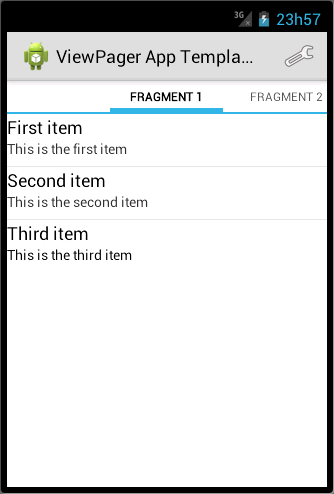 3G 23h57
ViewPager App Templa...
FRAGMENT 1 FRAGMENT 2
First item
This is the first item
Second item
This is the second item
Third item
This is the third item